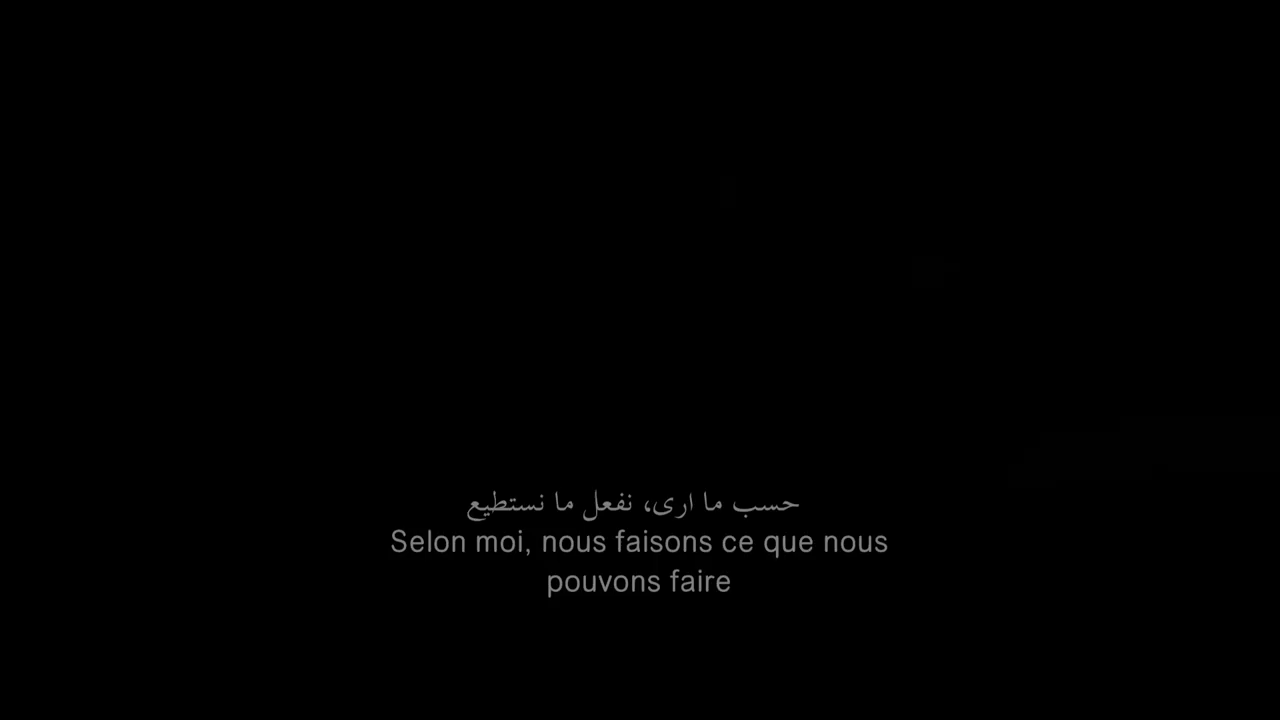 حسب ما ارى، نفعل ما نستطيع
Selon moi, nous faisons ce que nous
pouvons faire